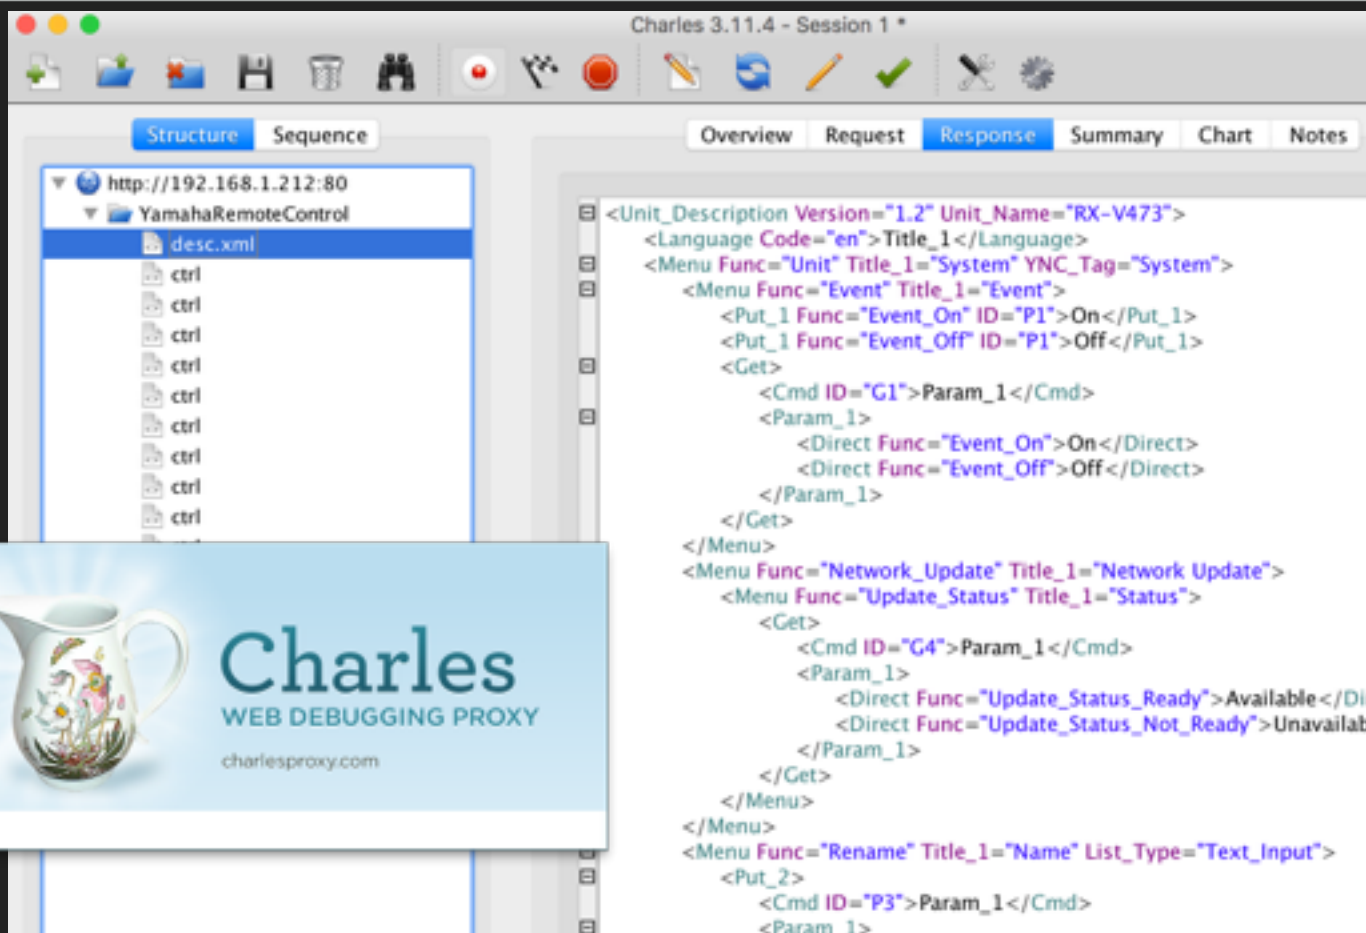 Charles 3.11.4 - Session 1 *
Structure Sequence
Overview Request Response Summary Chart Notes
http://192.168.1.212:80
YamahaRemoteControl
desc.xml
ctrl
ctrl
ctrl
ctrl
ctrl
ctrl
ctrl
ctrl
ctrl
Charles
WEB DEBUGGING PROXY
charlesproxy.com
<Unit_Description Version="1.2" Unit_Name="RX-V473">
<Language Code="en">Title_1</Language>
<Menu Func="Unit" Title_1="System" YNC_Tag="System">
<Menu Func="Event" Title_1="Event">
<Put_1 Func="Event_On" ID="P1">On</Put_1>
<Put_1 Func="Event_Off" ID="P1">Off</Put_1>
<Get>
<Cmd ID="G1">Param_1</Cmd>
<Param_1>
<Direct Func="Event_On">On</Direct>
<Direct Func="Event_Off">Off</Direct>
</Param_1>
</Get>
</Menu>
<Menu Func="Network_Update" Title_1="Network Update">
<Menu Func="Update_Status" Title_1="Status">
<Get>
<Cmd ID="G4">Param_1</Cmd>
<Param_1>
<Direct Func="Update_Status_Ready">Available</Di
<Direct Func="Update_Status_Not_Ready">Unavailab
</Param_1>
</Get>
</Menu>
</Menu>
<Menu Func="Rename" Title_1="Name" List_Type="Text_Input">
<Put_2>
<Cmd ID="P3">Param_1</Cmd>
<Param_1>